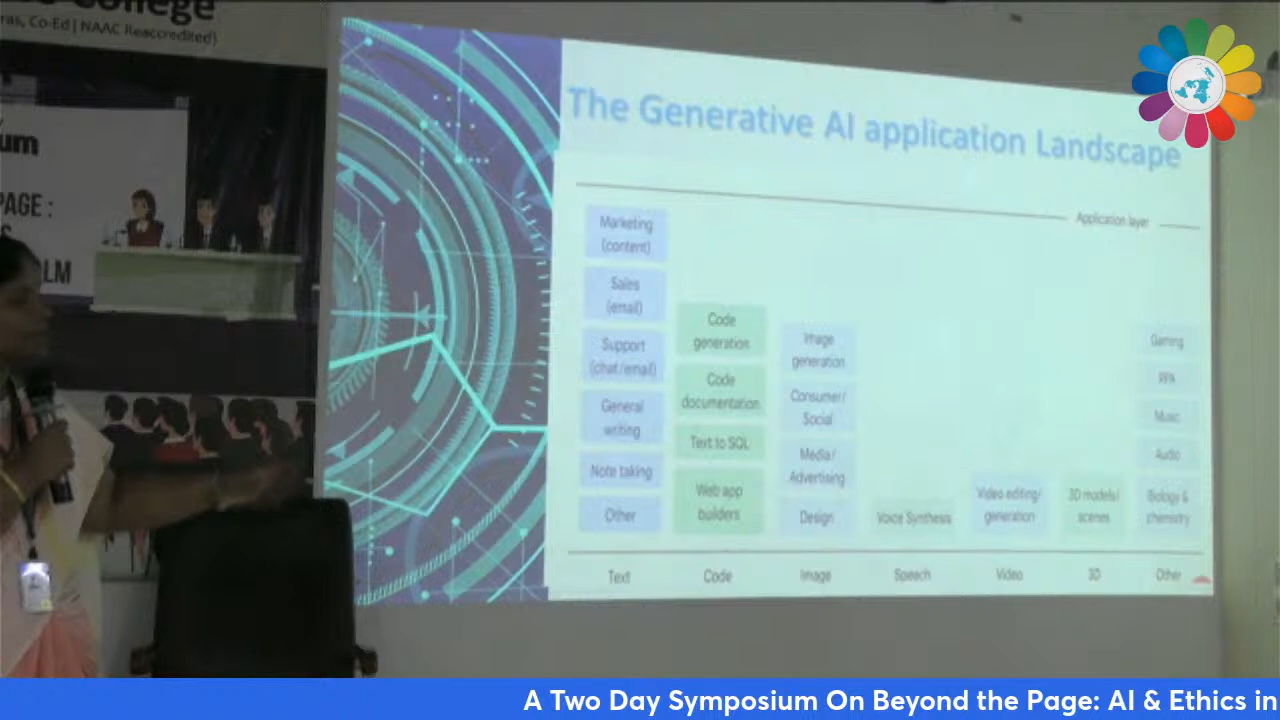 College
ras, Co-Ed | NAAC Reaccredited)
um
PAGE :
LM
The Generative AI application Landscape
Application layer
Marketing
(content)
Sales
(email)
Support
(chat/email)
General
writing
Note taking
Other
Code
generation
Code
documentation
Text to SQL
Web app
builders
Image
generation
Consumer/
Social
Media/
Advertising
Design
Voice Synthesis
Video editing/
generation
3D models/
scenes
Gaming
RPA
Music
Audio
Biology &
chemistry
Text
Code
Image
Speech
Video
3D
Other
A Two Day Symposium On Beyond the Page: AI & Ethics in